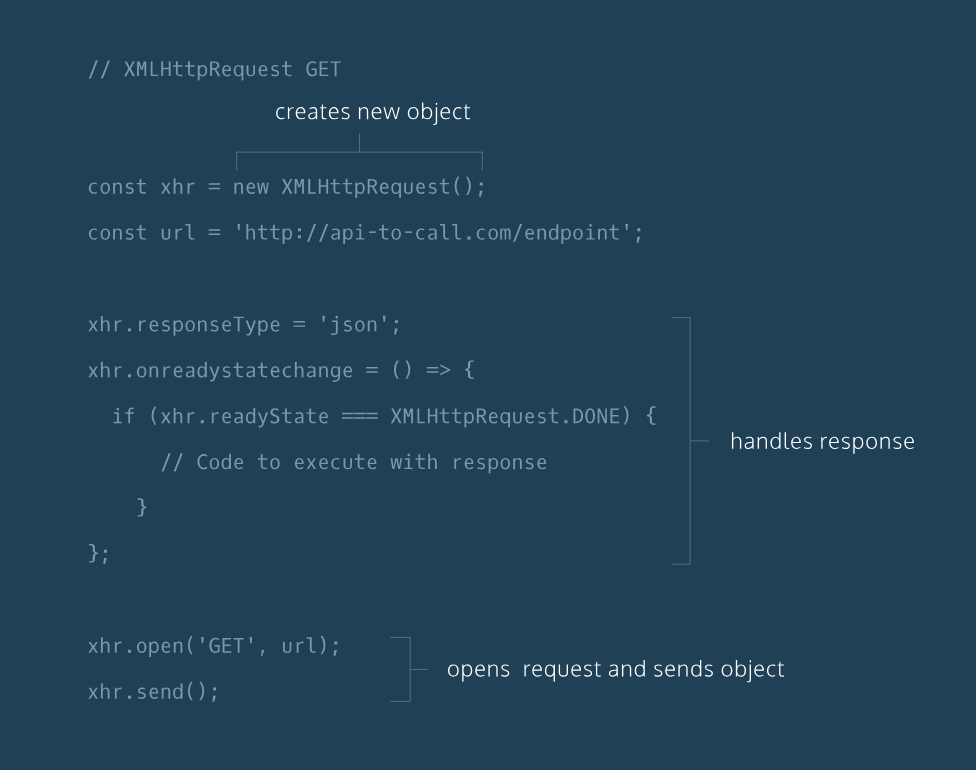 // XMLHttpRequest GET
creates new object
const xhr = new XMLHttpRequest();
const url = 'http://api-to-call.com/endpoint';
xhr.responseType = 'json';
xhr.onreadystatechange = () => {
if (xhr.readyState === XMLHttpRequest.DONE) {
handles response
// Code to execute with response
}
};
xhr.open('GET', url);
opens  request and sends object
xhr.send();